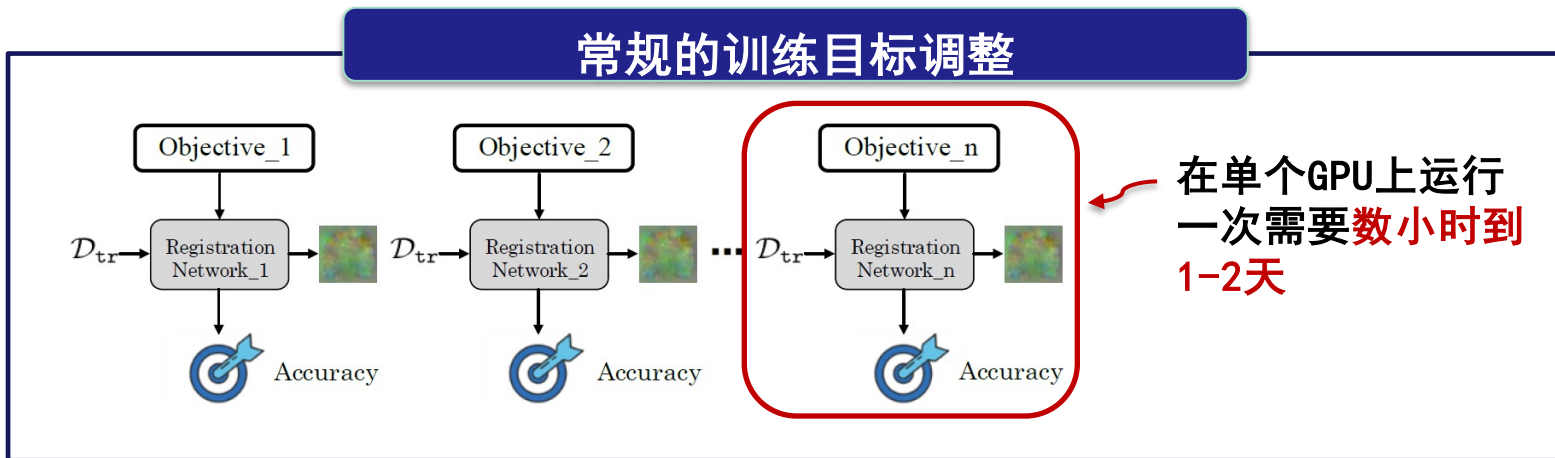 常规的训练目标调整
Objective_1
Objective_2
Objective_n
𝒟tr
Registration
Network_1
𝒟tr
Registration
Network_2
...
𝒟tr
Registration
Network_n
Accuracy
Accuracy
Accuracy
在单个GPU上运行
一次需要数小时到
1-2天